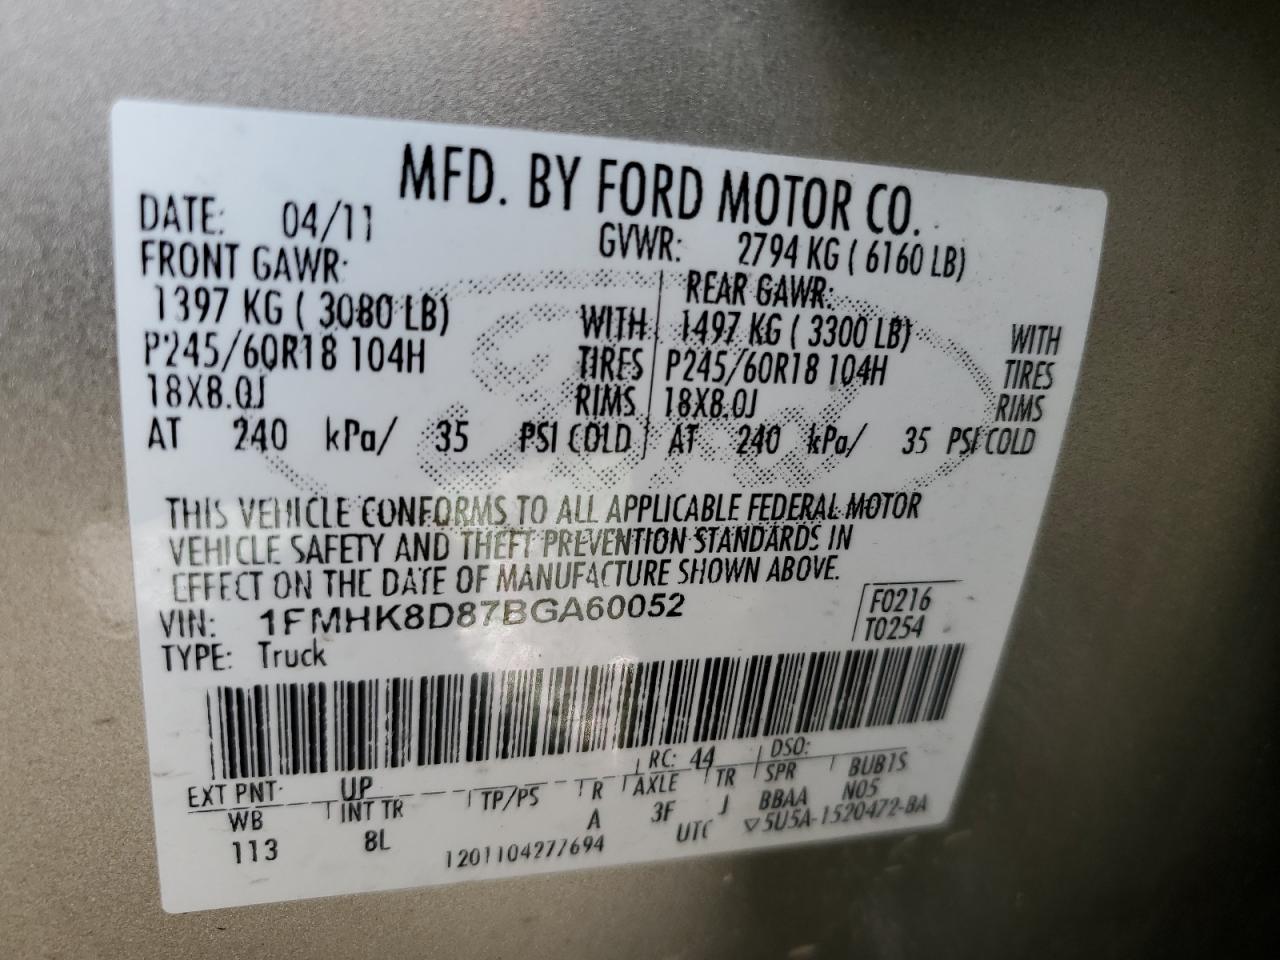 MFD. BY FORD MOTOR CO.
DATE: 04/11 GVWR: 2794 KG ( 6160 LB)
FRONT GAWR: REAR GAWR:
1397 KG ( 3080 LB) WITH 1497 KG ( 3300 LB) WITH
P245/60R18 104H TIRES P245/60R18 104H TIRES
18X8.0J RIMS 18X8.0J RIMS
AT 240 kPa/ 35 PSI COLD AT 240 kPa/ 35 PSI COLD
THIS VEHICLE CONFORMS TO ALL APPLICABLE FEDERAL MOTOR
VEHICLE SAFETY AND THEFT PREVENTION STANDARDS IN
EFFECT ON THE DATE OF MANUFACTURE SHOWN ABOVE.
VIN: 1FMHK8D87BGA60052 F0216
TYPE: Truck T0254
EXT PNT: UP RC: 44 DSO:
WB INT TR TP/PS R AXLE TR SPR BUB1S
113 8L A 3F J BBAA N05
1201104277694 UTC ▽5U5A-1520472-BA